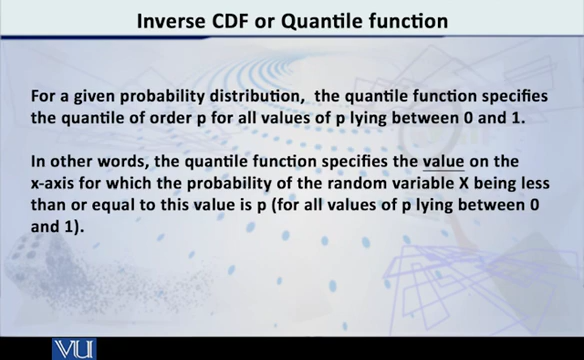 Inverse CDF or Quantile function
For a given probability distribution, the quantile function specifies
the quantile of order p for all values of p lying between 0 and 1.
In other words, the quantile function specifies the value on the
x-axis for which the probability of the random variable X being less
than or equal to this value is p (for all values of p lying between 0
and 1).
VU